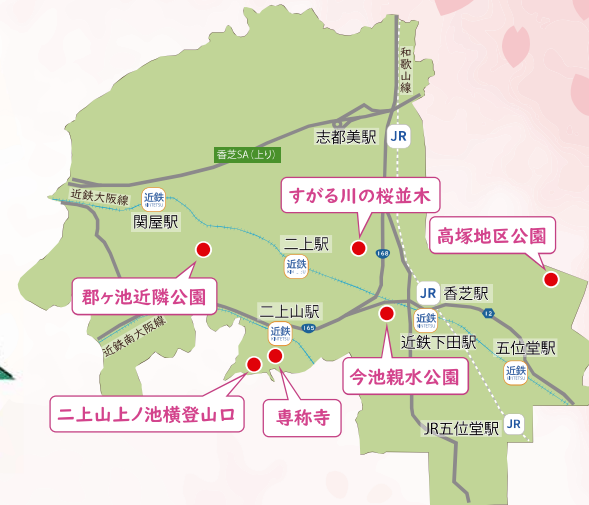 和歌山線
志都美駅
JR
香芝SA(上り)
近鉄大阪線
近鉄
KINTETSU
関屋駅
すがる川の桜並木
高塚地区公園
二上駅
近鉄
168
郡ヶ池近隣公園
JR
香芝駅
二上山駅
近鉄
KINTETSU
165
近鉄
KINTETSU
12
近鉄南大阪線
近鉄下田駅
五位堂駅
近鉄
KINTETSU
今池親水公園
二上山上ノ池横登山口
専称寺
JR五位堂駅
JR